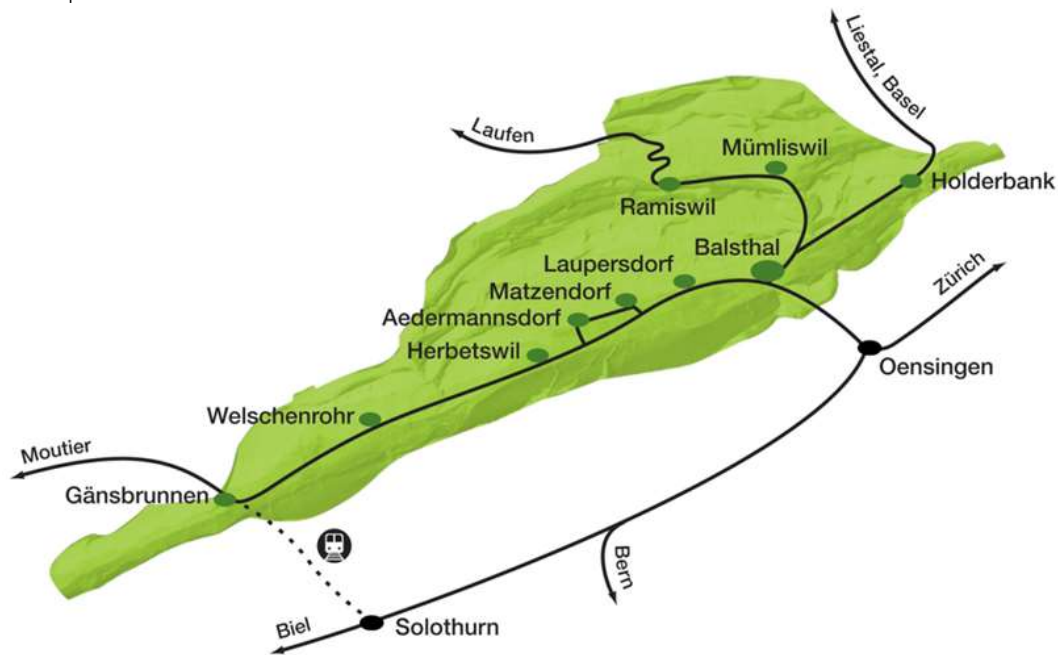 Liestal, Basel
Laufen
Mümliswil
Holderbank
Ramiswil
Balsthal
Laupersdorf
Zürich
Matzendorf
Aedermannsdorf
Herbetswil
Oensingen
Welschenrohr
Moutier
Gänsbrunnen
Bern
Biel
Solothurn